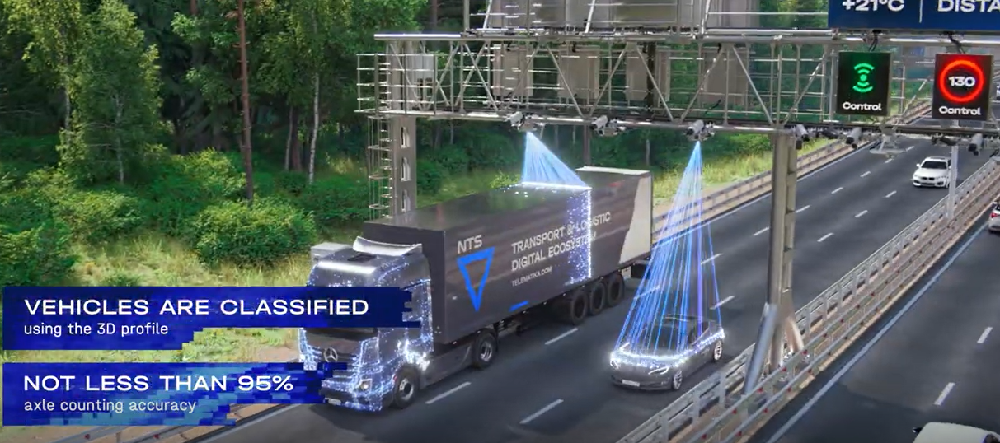 +21°C | DISTA
Control
130
Control
NTS
TRANSPORT & LOGISTIC
DIGITAL ECOSYSTEM
TELEMATIKA.COM
VEHICLES ARE CLASSIFIED
using the 3D profile
NOT LESS THAN 95%
axle counting accuracy